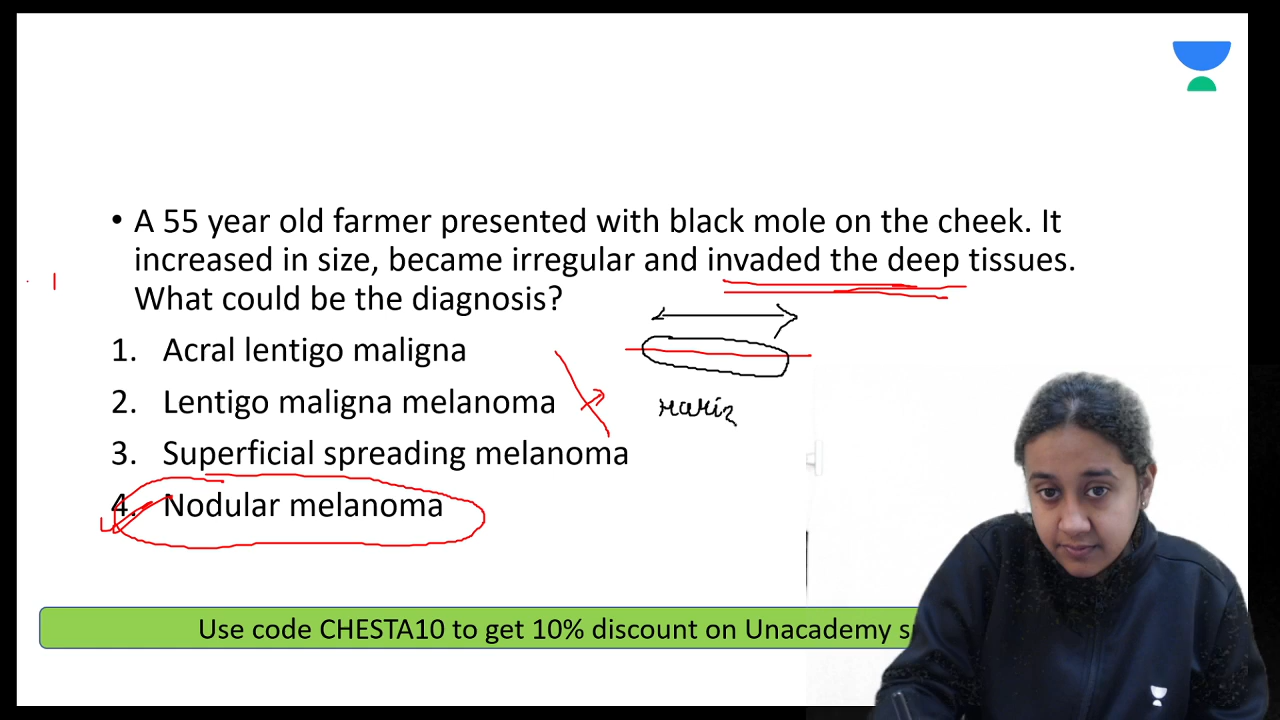 • A 55 year old farmer presented with black mole on the cheek. It
increased in size, became irregular and invaded the deep tissues.
What could be the diagnosis?
1. Acral lentigo maligna
2. Lentigo maligna melanoma
3. Superficial spreading melanoma
4. Nodular melanoma
Use code CHESTA10 to get 10% discount on Unacademy